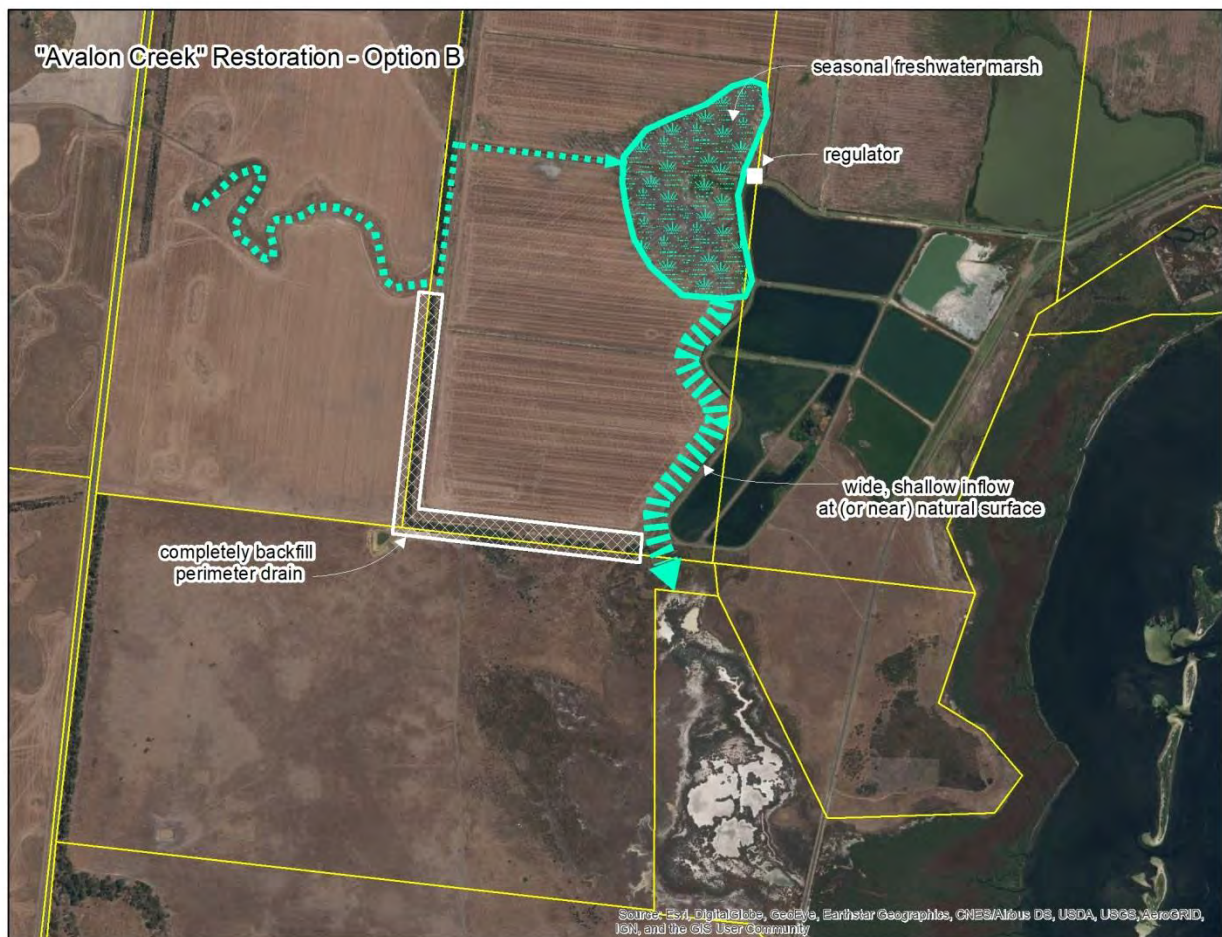 "Avalon Creek" Restoration - Option B
seasonal freshwater marsh
regulator
wide, shallow inflow
at (or near) natural surface
completely backfill
perimeter drain
Source: Esri, DigitalGlobe, GeoEye, Earthstar Geographics, CNES/Airbus DS, USDA, USGS, AeroGRID,
IGN, and the GIS User Community